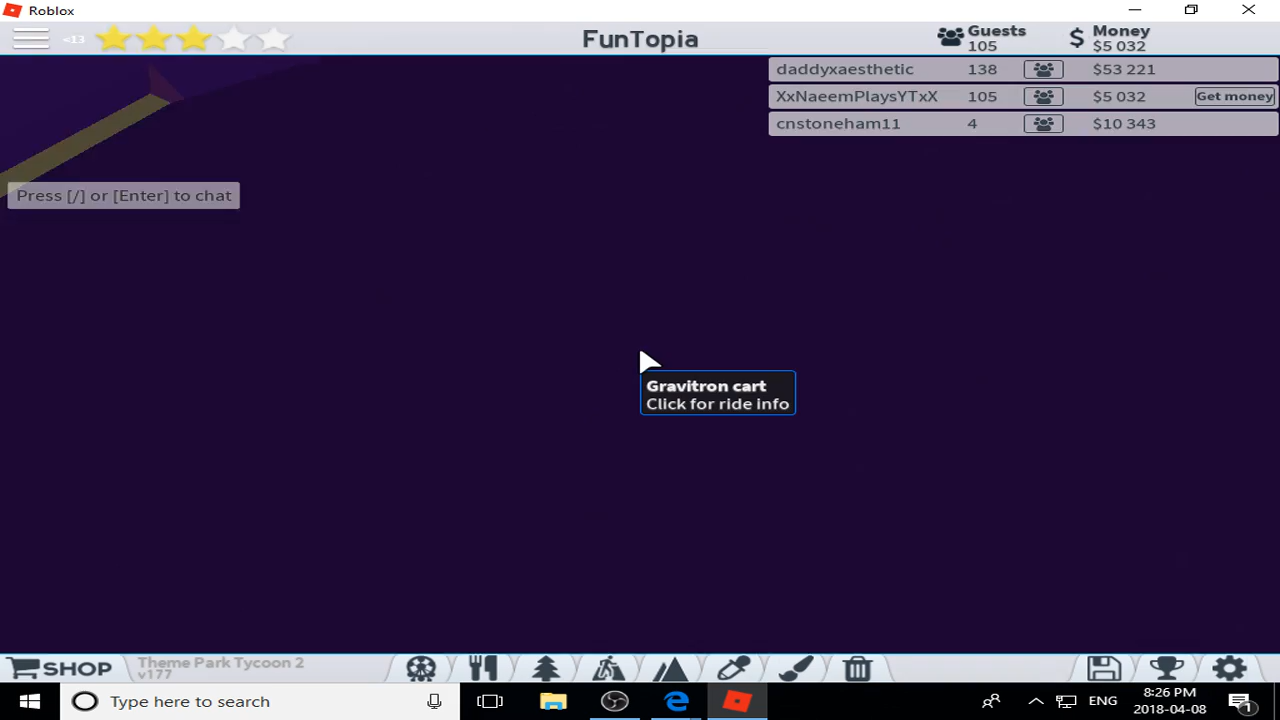 Roblox
<13
FunTopia
Guests
105
$
Money
$5 032
daddyxaesthetic 138 $53 221
XxNaeemPlaysYTxX 105 $5 032 Get money
cnstoneham11 4 $10 343
Press [/] or [Enter] to chat
Gravitron cart
Click for ride info
SHOP
Theme Park Tycoon 2
v177
Type here to search
ENG
8:26 PM
2018-04-08
1